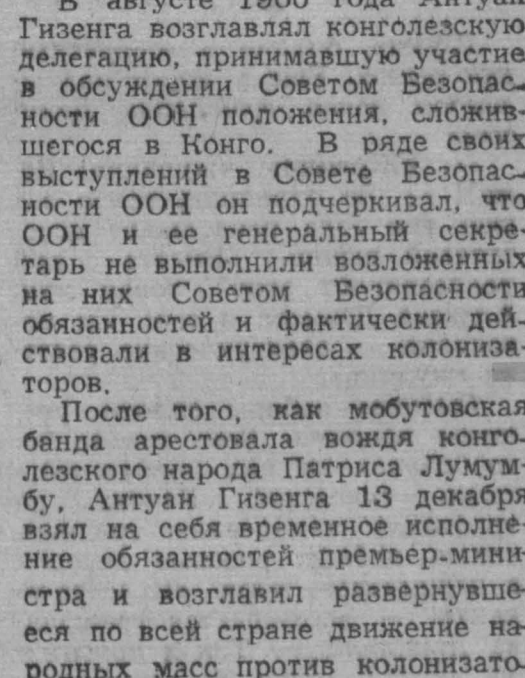 В августе 1960 года Антуан
Гизенга возглавлял конголезскую
делегацию, принимавшую участие
в обсуждении Советом Безопас-
ности ООН положения, сложив-
шегося в Конго. В ряде своих
выступлений в Совете Безопас-
ности ООН он подчеркивал, что
ООН и ее генеральный секре-
тарь не выполнили возложенных
на них Советом Безопасности
обязанностей и фактически дей-
ствовали в интересах колониза-
торов.
После того, как мобутовская
банда арестовала вождя конго-
лезского народа Патриса Лумум-
бу, Антуан Гизенга 13 декабря
взял на себя временное исполне-
ние обязанностей премьер-мини-
стра и возглавил развернувше-
еся по всей стране движение на-
родных масс против колонизато-